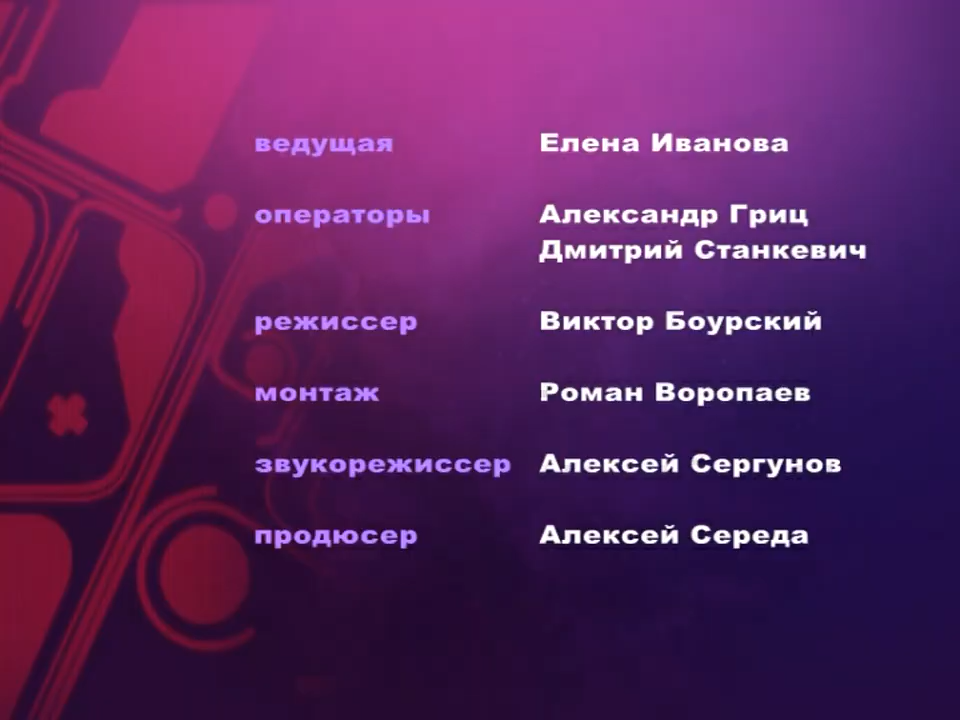 ведущая Елена Иванова
операторы Александр Гриц
Дмитрий Станкевич
режиссер Виктор Боурский
монтаж Роман Воропаев
звукорежиссер Алексей Сергунов
продюсер Алексей Середа